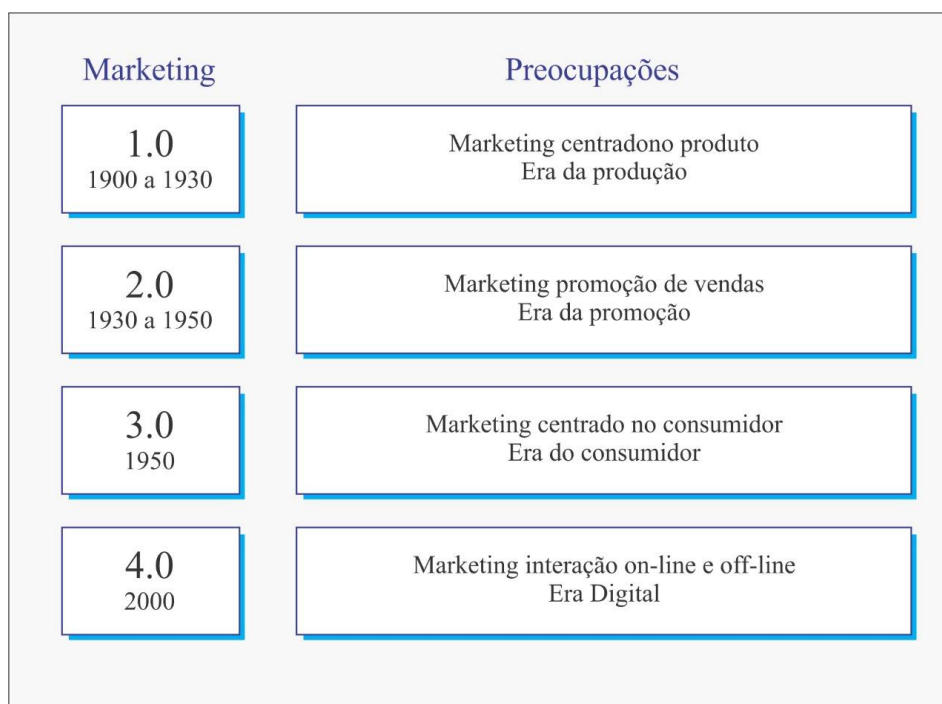 Marketing
Preocupações
1.0
1900 a 1930
Marketing centradono produto
Era da produção
2.0
1930 a 1950
Marketing promoção de vendas
Era da promoção
3.0
1950
Marketing centrado no consumidor
Era do consumidor
4.0
2000
Marketing interação on-line e off-line
Era Digital